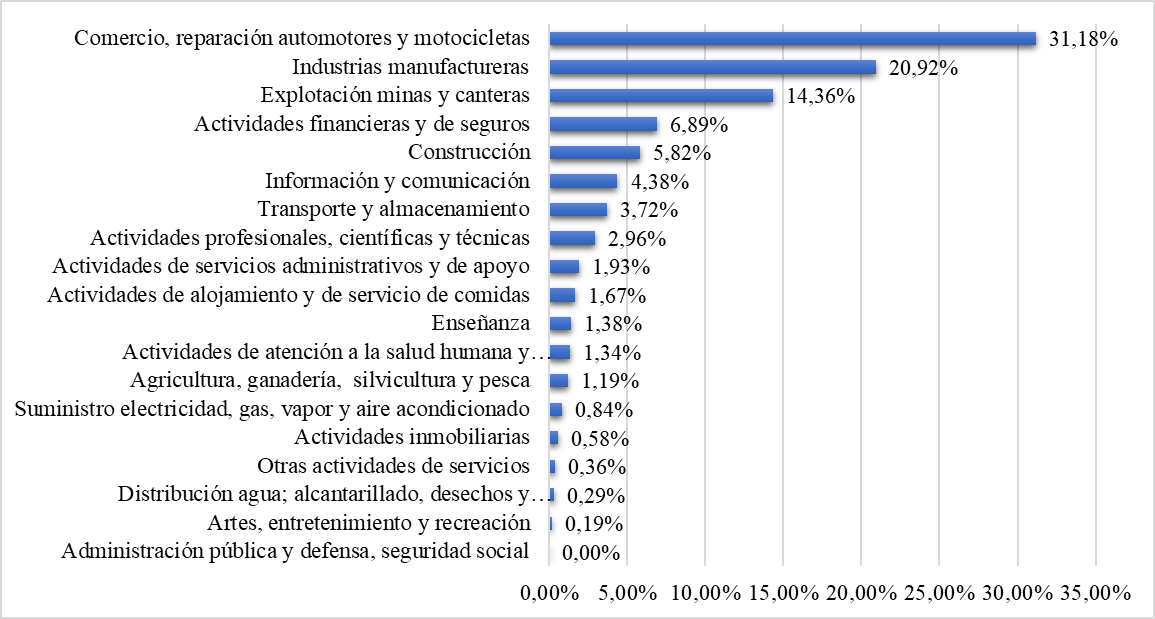 Comercio, reparación automotores y motocicletas 31,18%
Industrias manufactureras 20,92%
Explotación minas y canteras 14,36%
Actividades financieras y de seguros 6,89%
Construcción 5,82%
Información y comunicación 4,38%
Transporte y almacenamiento 3,72%
Actividades profesionales, científicas y técnicas 2,96%
Actividades de servicios administrativos y de apoyo 1,93%
Actividades de alojamiento y de servicio de comidas 1,67%
Enseñanza 1,38%
Actividades de atención a la salud humana y… 1,34%
Agricultura, ganadería,  silvicultura y pesca 1,19%
Suministro electricidad, gas, vapor y aire acondicionado 0,84%
Actividades inmobiliarias 0,58%
Otras actividades de servicios 0,36%
Distribución agua; alcantarillado, desechos y… 0,29%
Artes, entretenimiento y recreación 0,19%
Administración pública y defensa, seguridad social 0,00%
0,00% 5,00% 10,00% 15,00% 20,00% 25,00% 30,00% 35,00%